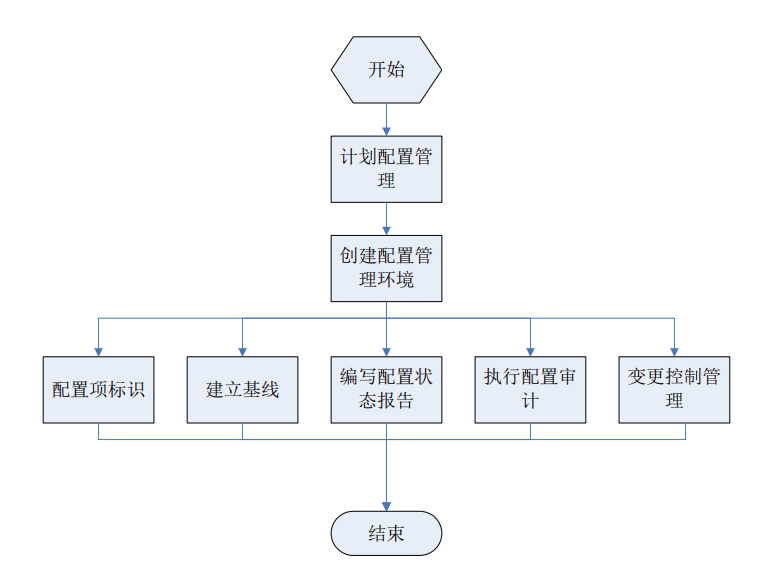 开始
计划配置管
理
创建配置管
理环境
配置项标识
建立基线
编写配置状
态报告
执行配置审
计
变更控制管
理
结束